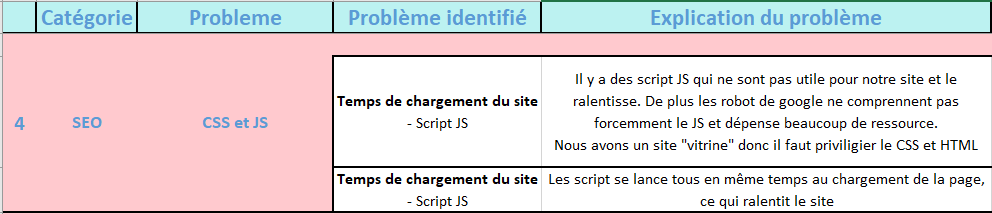 Catégorie Probleme Problème identifié Explication du problème
4 SEO CSS et JS
Temps de chargement du site
- Script JS
Il y a des script JS qui ne sont pas utile pour notre site et le
ralentisse. De plus les robot de google ne comprennent pas
forcemment le JS et dépense beaucoup de ressource.
Nous avons un site "vitrine" donc il faut priviligier le CSS et HTML
Temps de chargement du site
- Script JS
Les script se lance tous en même temps au chargement de la page,
ce qui ralentit le site